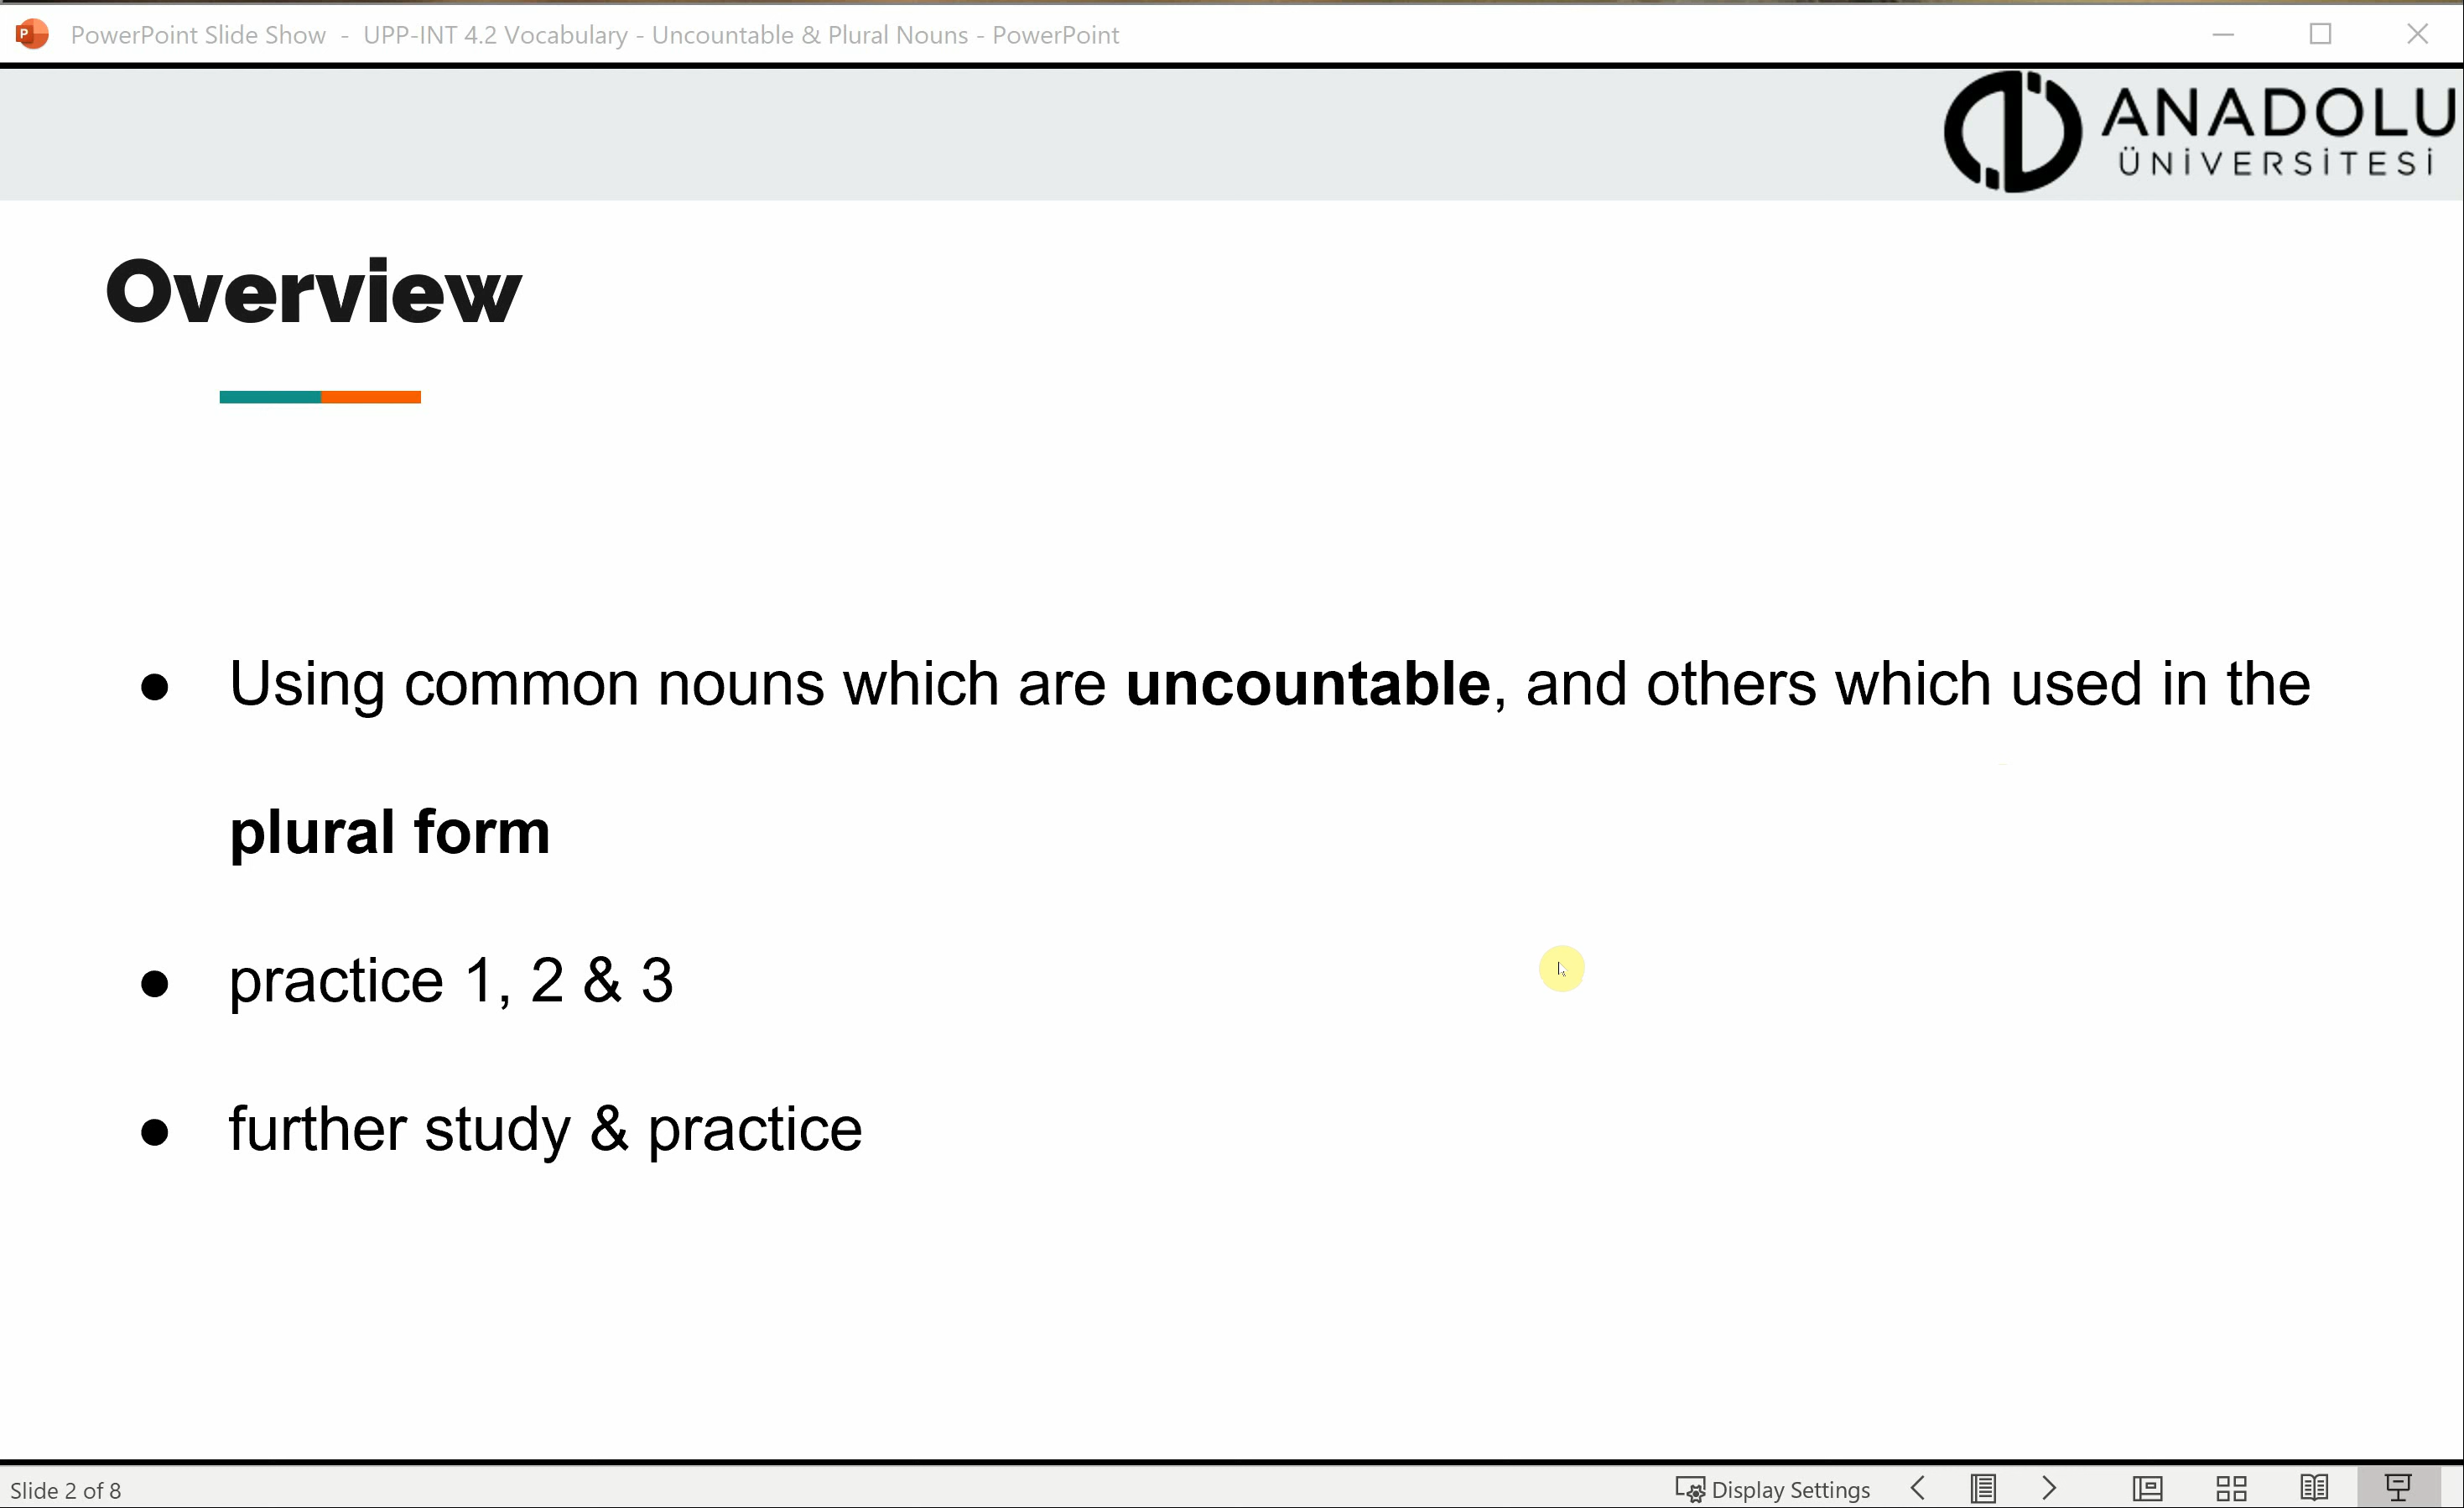 PowerPoint Slide Show - UPP-INT 4.2 Vocabulary - Uncountable & Plural Nouns - PowerPoint
ANADOLU
ÜNİVERSİTESİ
Overview
● Using common nouns which are uncountable, and others which used in the
plural form
● practice 1, 2 & 3
● further study & practice
Slide 2 of 8
Display Settings